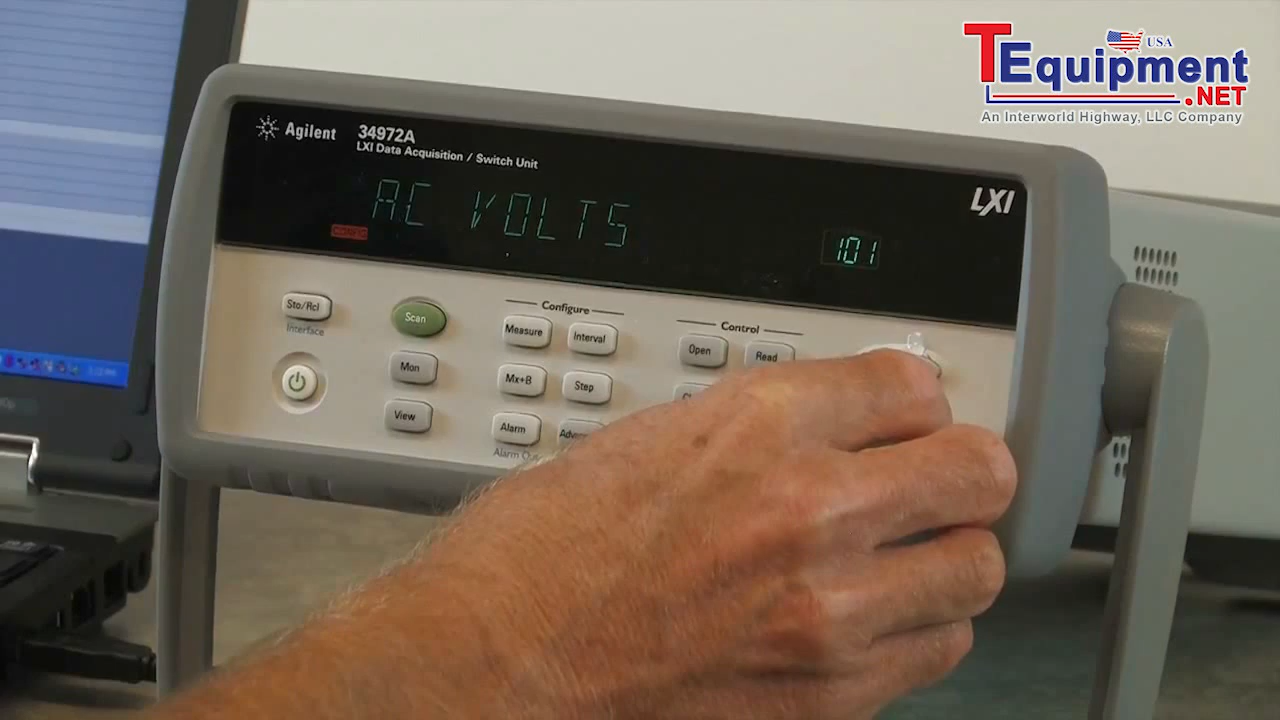 TEquipment
USA
.NET
An Interworld Highway, LLC Company
Agilent
34972A
LXI Data Acquisition / Switch Unit
LXI
AC VOLTS
CONFIG
101
Sto/Rcl
Interface
Scan
Mon
View
Configure
Measure
Interval
Mx+B
Step
Alarm
Control
Open
Read